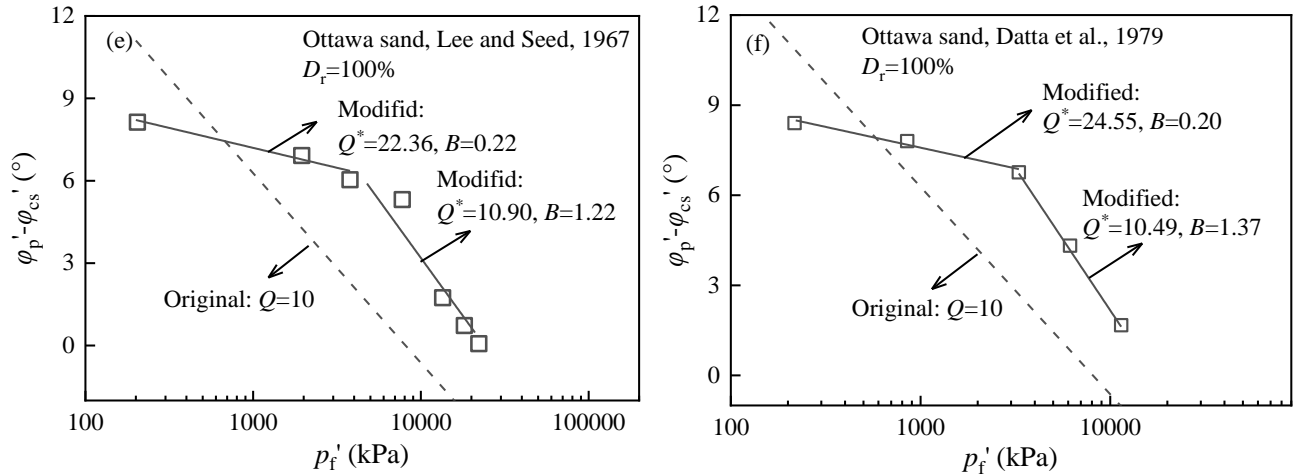 (e)
Ottawa sand, Lee and Seed, 1967
Dr=100%
Modifid:
Q*=22.36, B=0.22
Modifid:
Q*=10.90, B=1.22
Original: Q=10
12
9
6
3
0
φp'-φcs' (°)
100
1000
10000
100000
pf' (kPa)
(f)
Ottawa sand, Datta et al., 1979
Dr=100%
Modified:
Q*=24.55, B=0.20
Modified:
Q*=10.49, B=1.37
Original: Q=10
12
9
6
3
0
φp'-φcs' (°)
100
1000
10000
pf' (kPa)